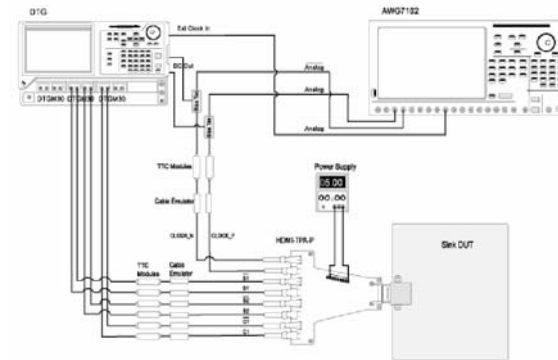 DTG
AWG7102
Ext Clock In
DC Out
Analog
Analog
Analog
DTGM30 DTGM30 DTGM30
TTC Modules
Cable Emulator
Power Supply
05.00
CLOCK_N
CLOCK_P
HDMI-TPA-P
Sink DUT
TTC
Modules
Cable
Emulator